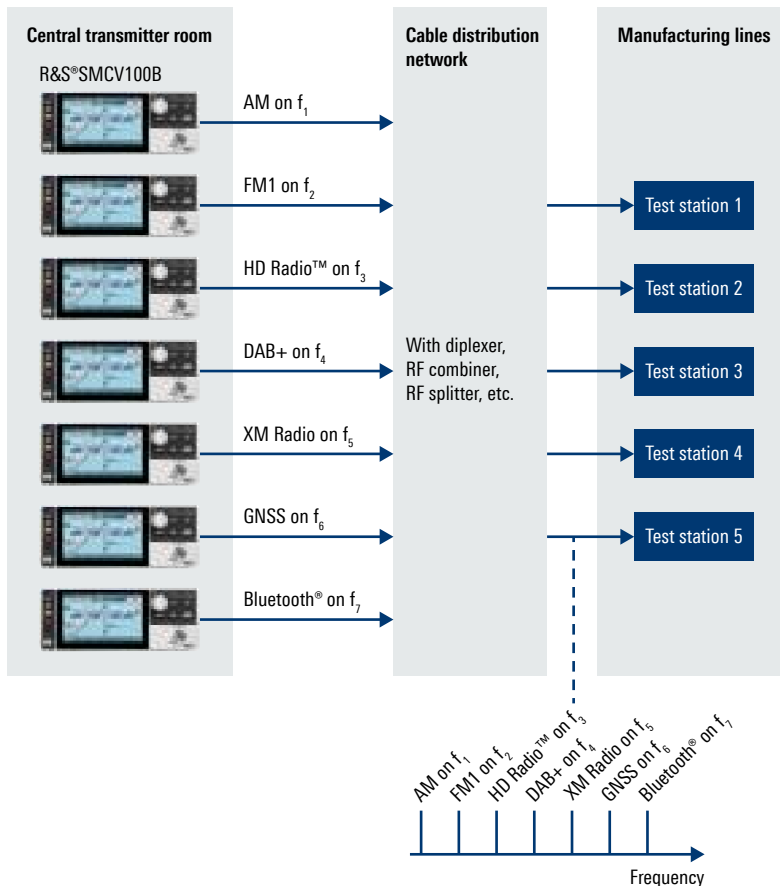 Central transmitter room
R&S®SMCV100B
AM on f₁
FM1 on f₂
HD Radio™ on f₃
DAB+ on f₄
XM Radio on f₅
GNSS on f₆
Bluetooth® on f₇
Cable distribution
network
With diplexer,
RF combiner,
RF splitter, etc.
Manufacturing lines
Test station 1
Test station 2
Test station 3
Test station 4
Test station 5
AM on f₁
FM1 on f₂
HD Radio™ on f₃
DAB+ on f₄
XM Radio on f₅
GNSS on f₆
Bluetooth® on f₇
Frequency